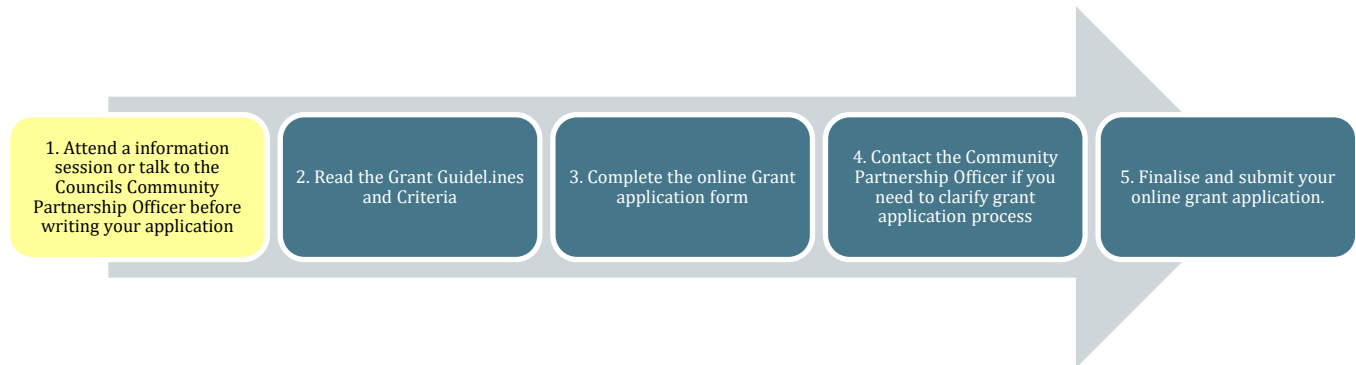 1. Attend a information
session or talk to the
Councils Community
Partnership Officer before
writing your application
2. Read the Grant Guidel.ines
and Criteria
3. Complete the online Grant
application form
4. Contact the Community
Partnership Officer if you
need to clarify grant
application process
5. Finalise and submit your
online grant application.